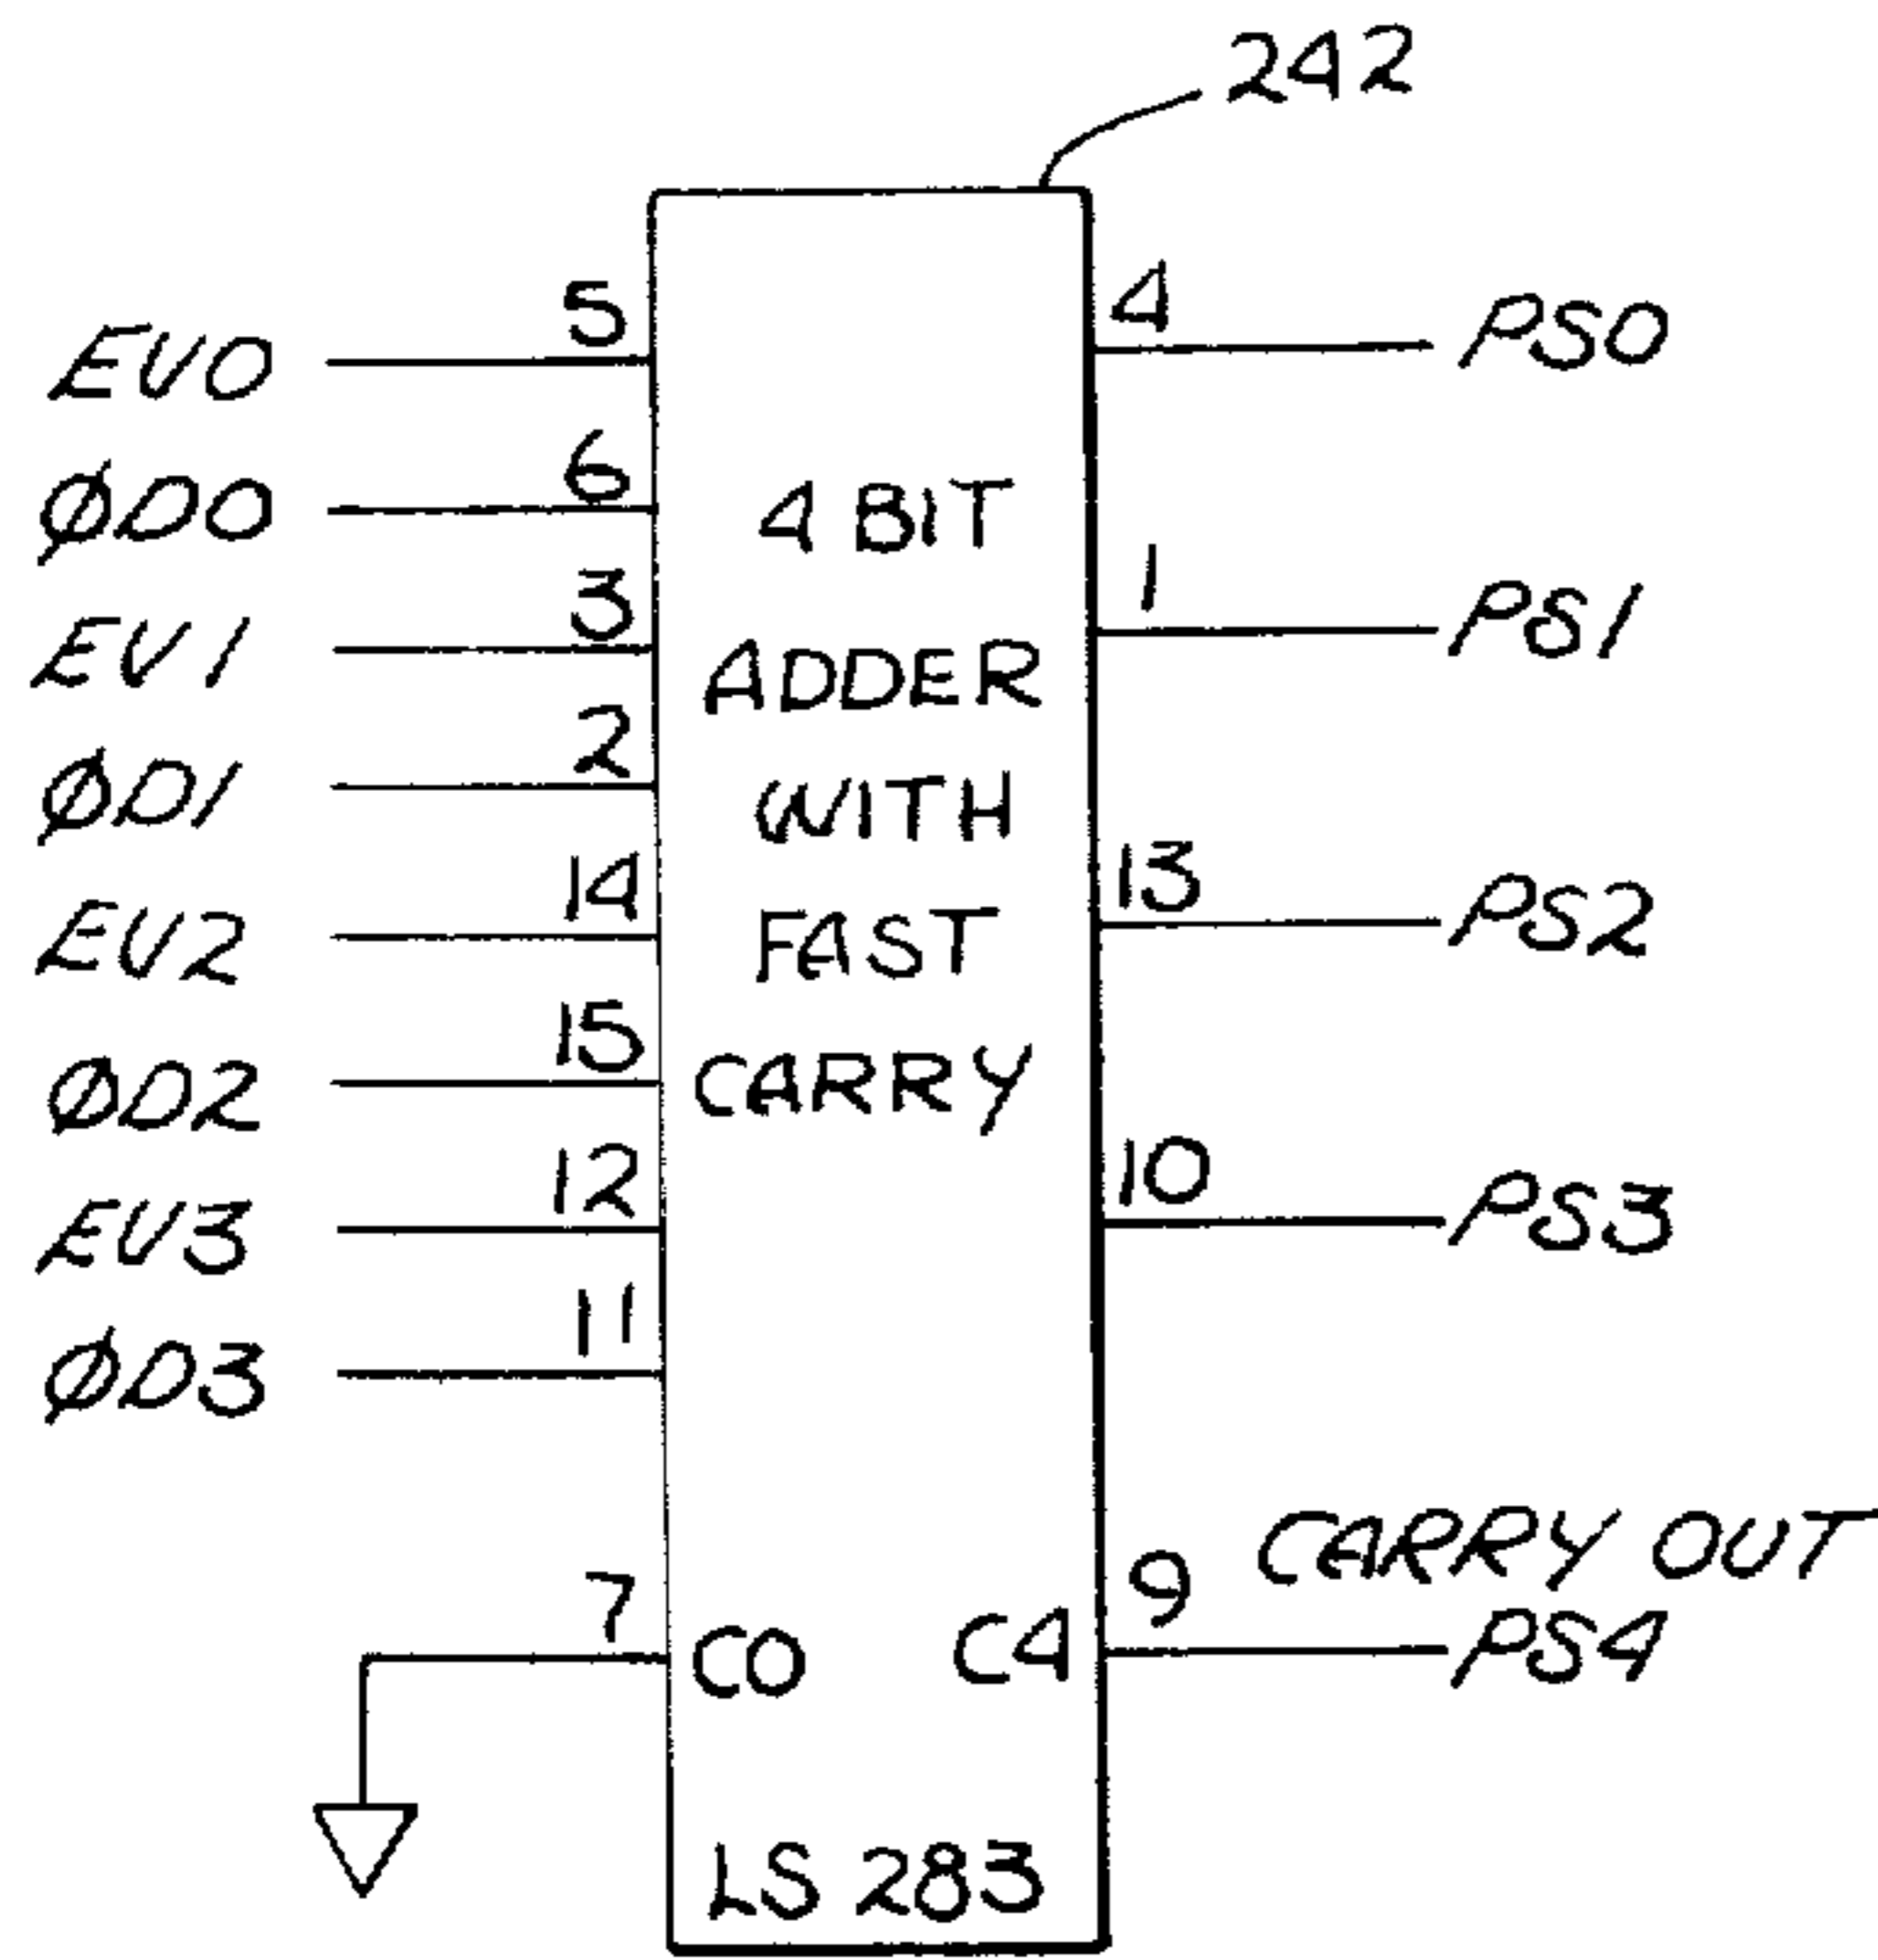 242
EV0 5 4 PS0
ØD0 6 4 BIT
EV1 3 1 PS1
ADDER
ØD1 2 WITH
EV2 14 FAST 13 PS2
ØD2 15 CARRY
EV3 12 10 PS3
ØD3 11
CARRY OUT
7 C0 C4 9 PS4
LS 283